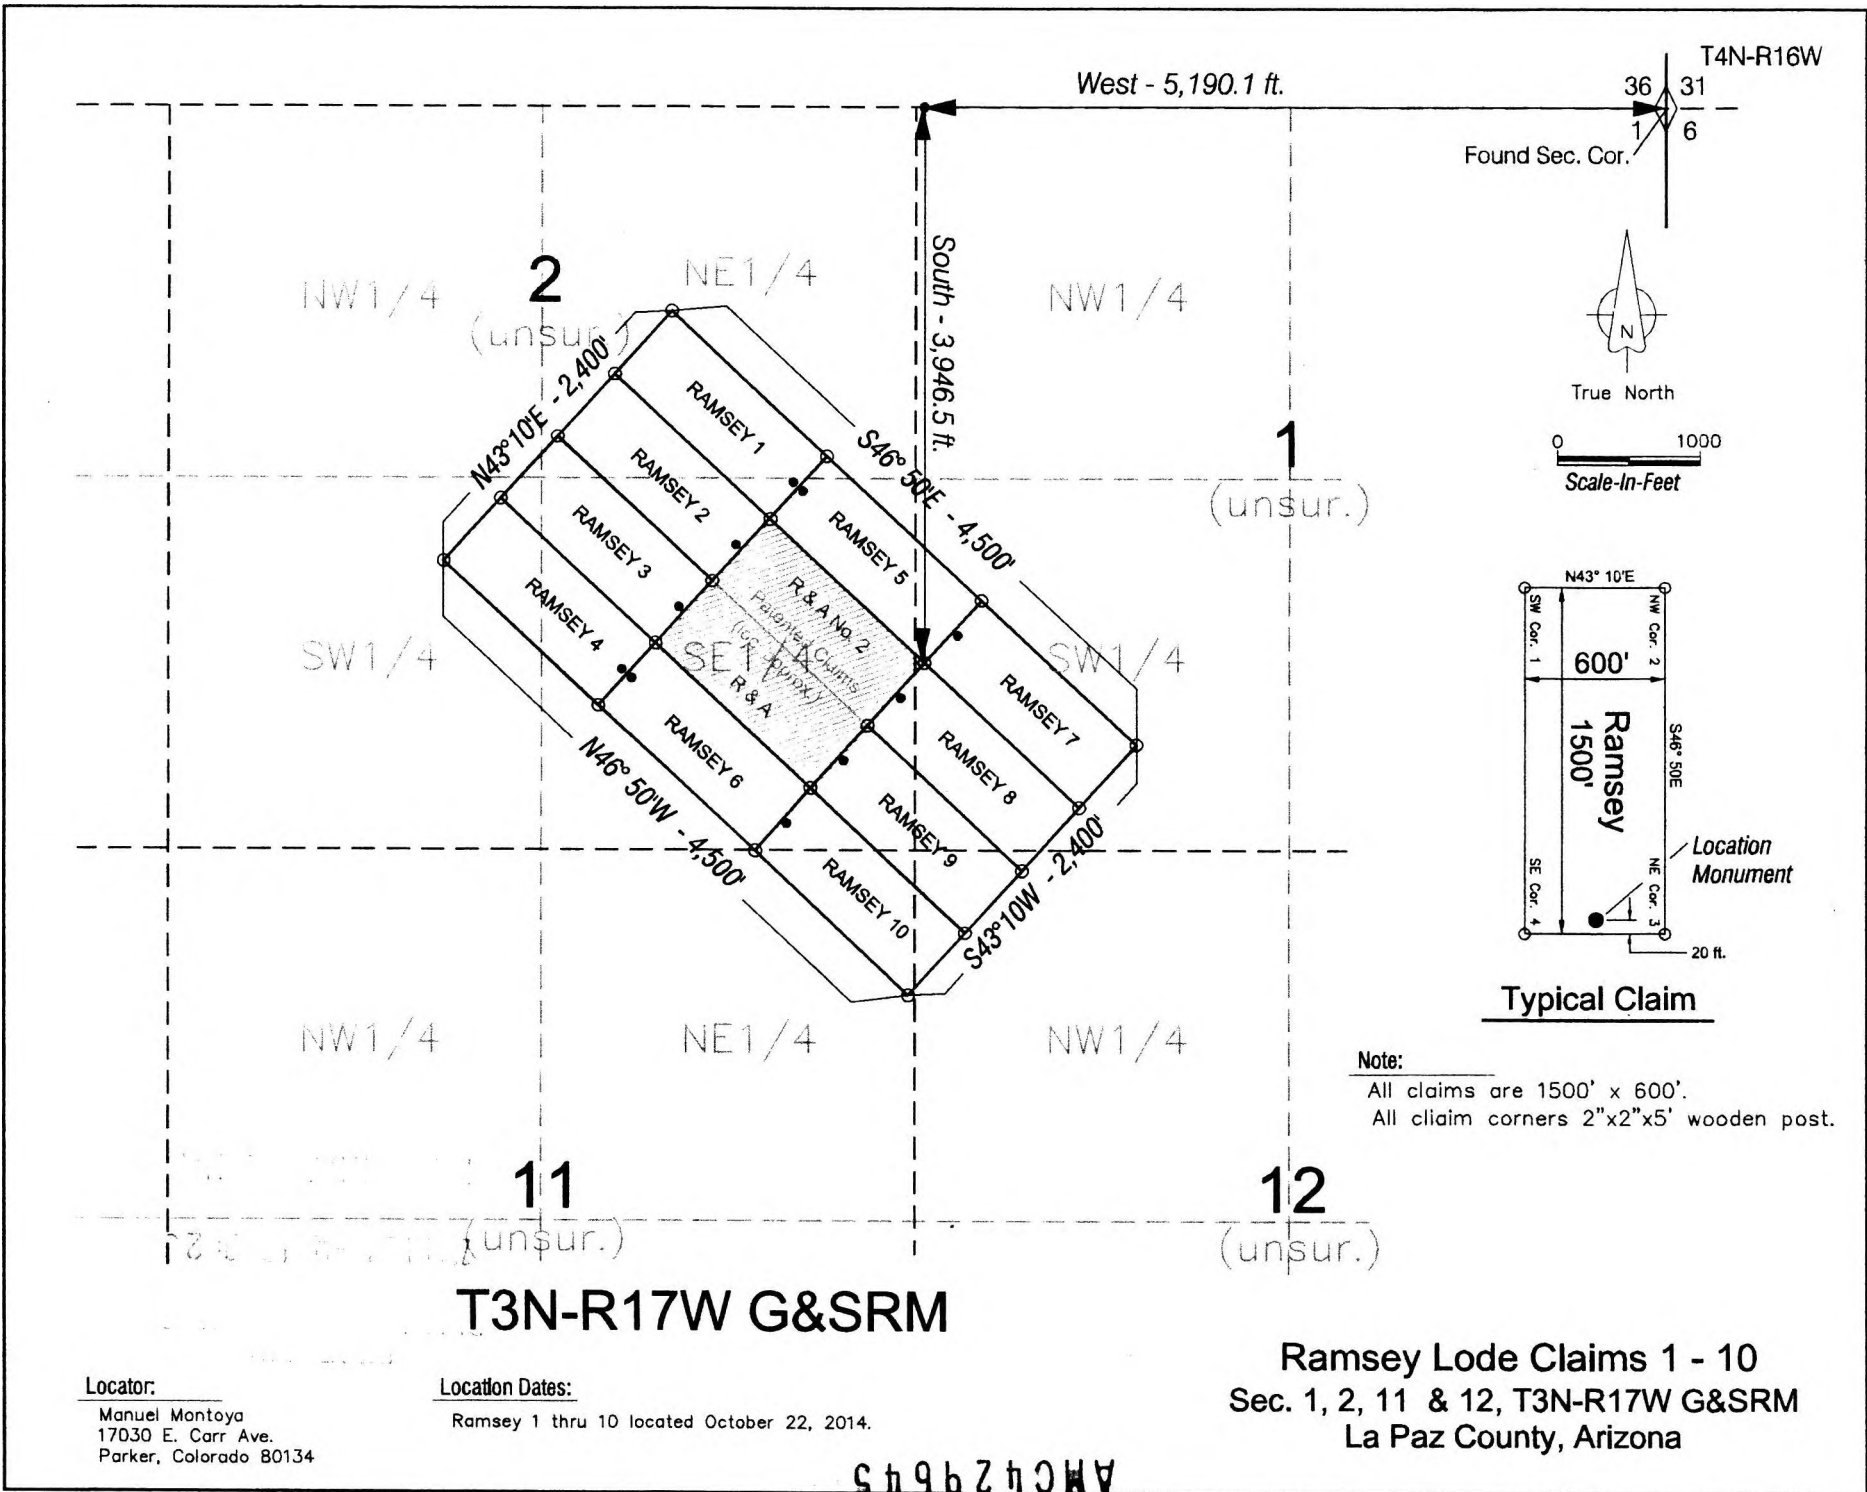 T4N-R16W
West - 5,190.1 ft.
36 31
1 6
Found Sec. Cor.
South - 3,946.5 ft.
NW1/4
2
(unsur.)
NE1/4
NW1/4
N
True North
0 1000
Scale-In-Feet
1
(unsur.)
N43°10'E - 2,400'
S46° 50'E - 4,500'
RAMSEY 1
RAMSEY 2
RAMSEY 3
RAMSEY 4
RAMSEY 5
R & A No. 2
Patented Claims
(loc. approx.)
R & A
RAMSEY 6
RAMSEY 7
RAMSEY 8
RAMSEY 9
RAMSEY 10
SW1/4
SE1/4
SW1/4
N46° 50'W - 4,500'
S43°10'W - 2,400'
N43° 10'E
SW Cor. 1
NW Cor. 2
600'
Ramsey
1500'
S46° 50E
SE Cor. 4
NE Cor. 3
Location
Monument
20 ft.
Typical Claim
NW1/4
NE1/4
NW1/4
Note:
All claims are 1500' x 600'.
All cliaim corners 2"x2"x5' wooden post.
11
(unsur.)
12
(unsur.)
T3N-R17W G&SRM
Ramsey Lode Claims 1 - 10
Sec. 1, 2, 11 & 12, T3N-R17W G&SRM
La Paz County, Arizona
Locator:
Manuel Montoya
17030 E. Carr Ave.
Parker, Colorado 80134
Location Dates:
Ramsey 1 thru 10 located October 22, 2014.
AMC429645